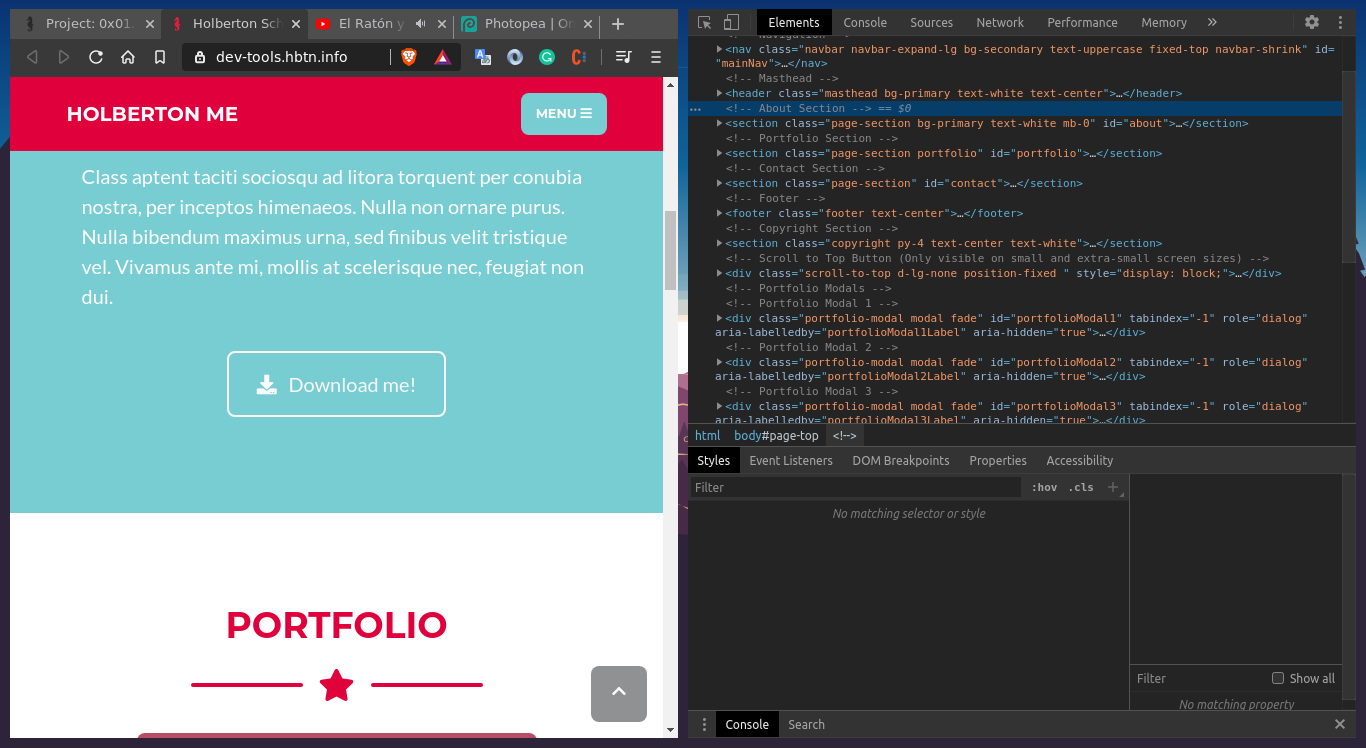 Project: 0x01.
Holberton Sch
El Ratón y
Photopea | On
dev-tools.hbtn.info
HOLBERTON ME
MENU
Class aptent taciti sociosqu ad litora torquent per conubia
nostra, per inceptos himenaeos. Nulla non ornare purus.
Nulla bibendum maximus urna, sed finibus velit tristique
vel. Vivamus ante mi, mollis at scelerisque nec, feugiat non
dui.
Download me!
PORTFOLIO
Elements
Console
Sources
Network
Performance
Memory
»
<!-- Navigation -->
<nav class="navbar navbar-expand-lg bg-secondary text-uppercase fixed-top navbar-shrink" id=
"mainNav">…</nav>
<!-- Masthead -->
<header class="masthead bg-primary text-white text-center">…</header>
<!-- About Section --> == $0
<section class="page-section bg-primary text-white mb-0" id="about">…</section>
<!-- Portfolio Section -->
<section class="page-section portfolio" id="portfolio">…</section>
<!-- Contact Section -->
<section class="page-section" id="contact">…</section>
<!-- Footer -->
<footer class="footer text-center">…</footer>
<!-- Copyright Section -->
<section class="copyright py-4 text-center text-white">…</section>
<!-- Scroll to Top Button (Only visible on small and extra-small screen sizes) -->
<div class="scroll-to-top d-lg-none position-fixed " style="display: block;">…</div>
<!-- Portfolio Modals -->
<!-- Portfolio Modal 1 -->
<div class="portfolio-modal modal fade" id="portfolioModal1" tabindex="-1" role="dialog"
aria-labelledby="portfolioModal1Label" aria-hidden="true">…</div>
<!-- Portfolio Modal 2 -->
<div class="portfolio-modal modal fade" id="portfolioModal2" tabindex="-1" role="dialog"
aria-labelledby="portfolioModal2Label" aria-hidden="true">…</div>
<!-- Portfolio Modal 3 -->
<div class="portfolio-modal modal fade" id="portfolioModal3" tabindex="-1" role="dialog"
aria-labelledby="portfolioModal3Label" aria-hidden="true">…</div>
html
body#page-top
<!-->
Styles
Event Listeners
DOM Breakpoints
Properties
Accessibility
Filter
:hov
.cls
+
No matching selector or style
Filter
Show all
No matching property
Console
Search